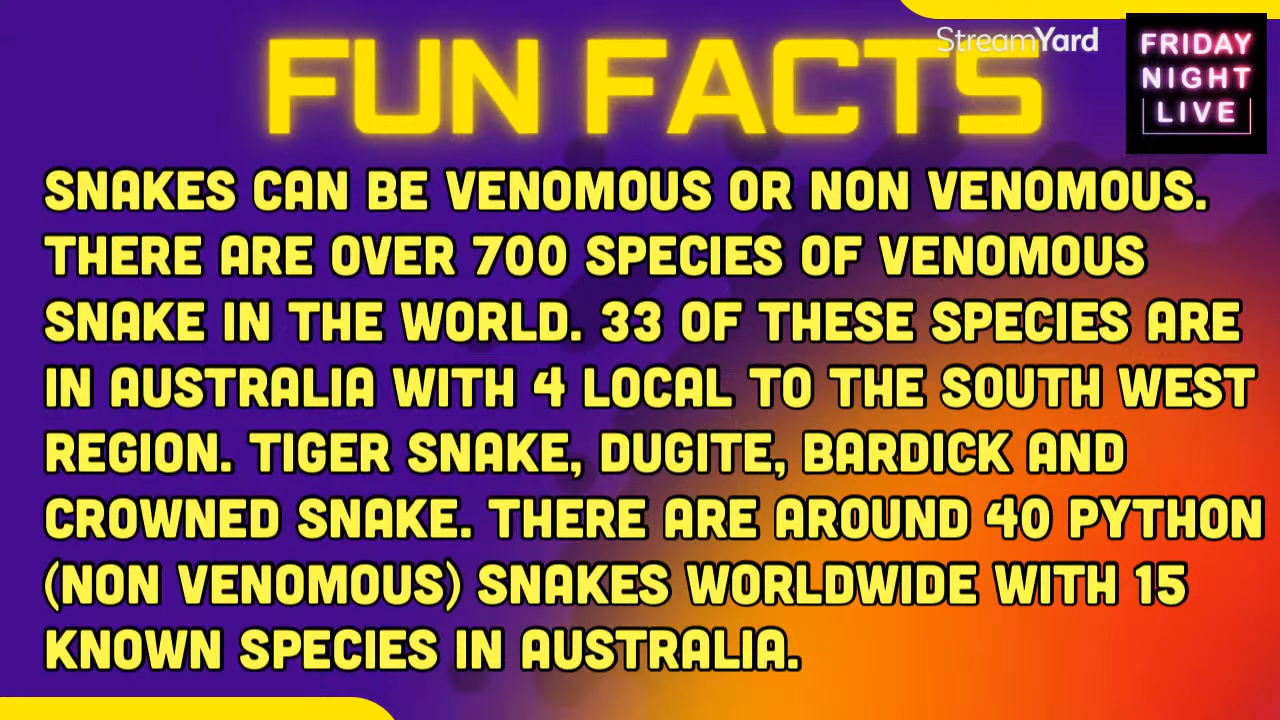 StreamYard
FRIDAY
NIGHT
LIVE
FUN FACTS
SNAKES CAN BE VENOMOUS OR NON VENOMOUS.
THERE ARE OVER 700 SPECIES OF VENOMOUS
SNAKE IN THE WORLD. 33 OF THESE SPECIES ARE
IN AUSTRALIA WITH 4 LOCAL TO THE SOUTH WEST
REGION. TIGER SNAKE, DUGITE, BARDICK AND
CROWNED SNAKE. THERE ARE AROUND 40 PYTHON
(NON VENOMOUS) SNAKES WORLDWIDE WITH 15
KNOWN SPECIES IN AUSTRALIA.